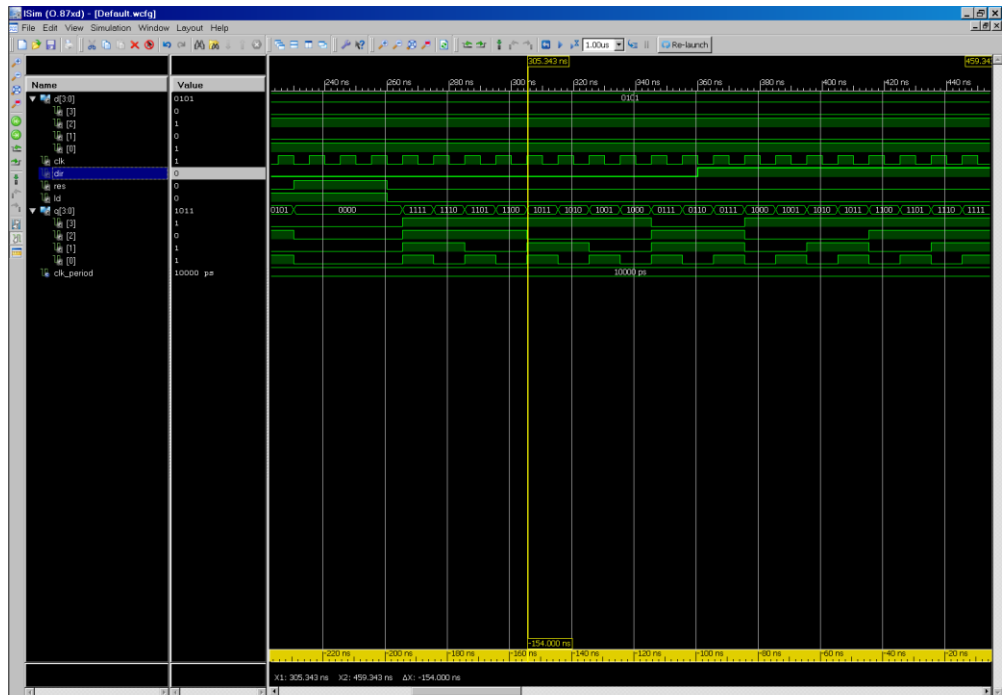 ISim (O.87xd) - [Default.wcfg]
File Edit View Simulation Window Layout Help
1.00us Re-launch
305.343 ns 459.343
Name Value
240 ns 260 ns 280 ns 300 ns 320 ns 340 ns 360 ns 380 ns 400 ns 420 ns 440 ns
d[3:0] 0101 0101
[3] 0
[2] 1
[1] 0
[0] 1
clk 1
dir 0
res 0
ld 0
q[3:0] 1011 0101 0000 1111 1110 1101 1100 1011 1010 1001 1000 0111 0110 0111 1000 1001 1010 1011 1100 1101 1110 1111
[3] 1
[2] 0
[1] 1
[0] 1
clk_period 10000 ps 10000 ps
-154.000 ns
-220 ns -200 ns -180 ns -160 ns -140 ns -120 ns -100 ns -80 ns -60 ns -40 ns -20 ns
X1: 305.343 ns X2: 459.343 ns ΔX: -154.000 ns